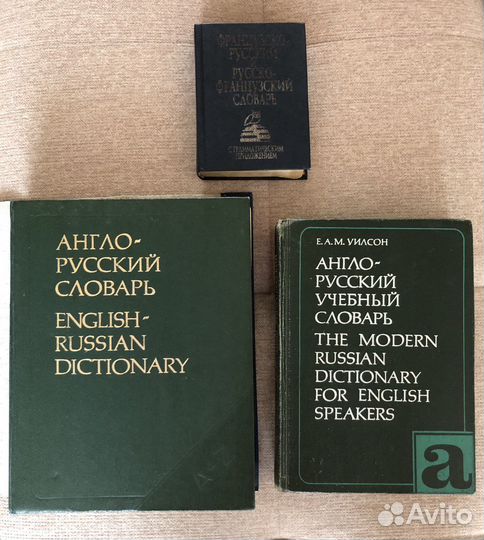 ФРАНЦУЗСКО-
РУССКИЙ
РУССКО-
ФРАНЦУЗСКИЙ
СЛОВАРЬ
С ГРАММАТИЧЕСКИМ
ПРИЛОЖЕНИЕМ
АНГЛО-
РУССКИЙ
СЛОВАРЬ
ENGLISH-
RUSSIAN
DICTIONARY
Е.А.М. УИЛСОН
АНГЛО-
РУССКИЙ
УЧЕБНЫЙ
СЛОВАРЬ
THE MODERN
RUSSIAN
DICTIONARY
FOR ENGLISH
SPEAKERS
a
Avito